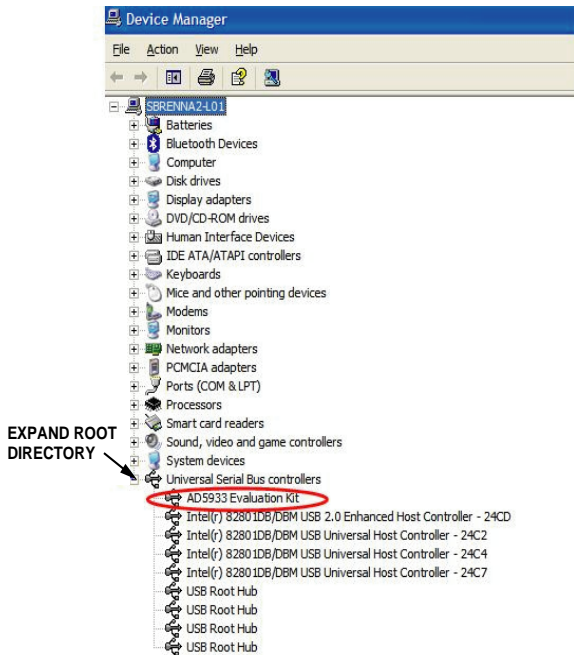 Device Manager
File Action View Help
SBRENNA2-L01
Batteries
Bluetooth Devices
Computer
Disk drives
Display adapters
DVD/CD-ROM drives
Human Interface Devices
IDE ATA/ATAPI controllers
Keyboards
Mice and other pointing devices
Modems
Monitors
Network adapters
PCMCIA adapters
Ports (COM & LPT)
Processors
Smart card readers
EXPAND ROOT
DIRECTORY
Sound, video and game controllers
System devices
Universal Serial Bus controllers
AD5933 Evaluation Kit
Intel(r) 82801DB/DBM USB 2.0 Enhanced Host Controller - 24CD
Intel(r) 82801DB/DBM USB Universal Host Controller - 24C2
Intel(r) 82801DB/DBM USB Universal Host Controller - 24C4
Intel(r) 82801DB/DBM USB Universal Host Controller - 24C7
USB Root Hub
USB Root Hub
USB Root Hub
USB Root Hub